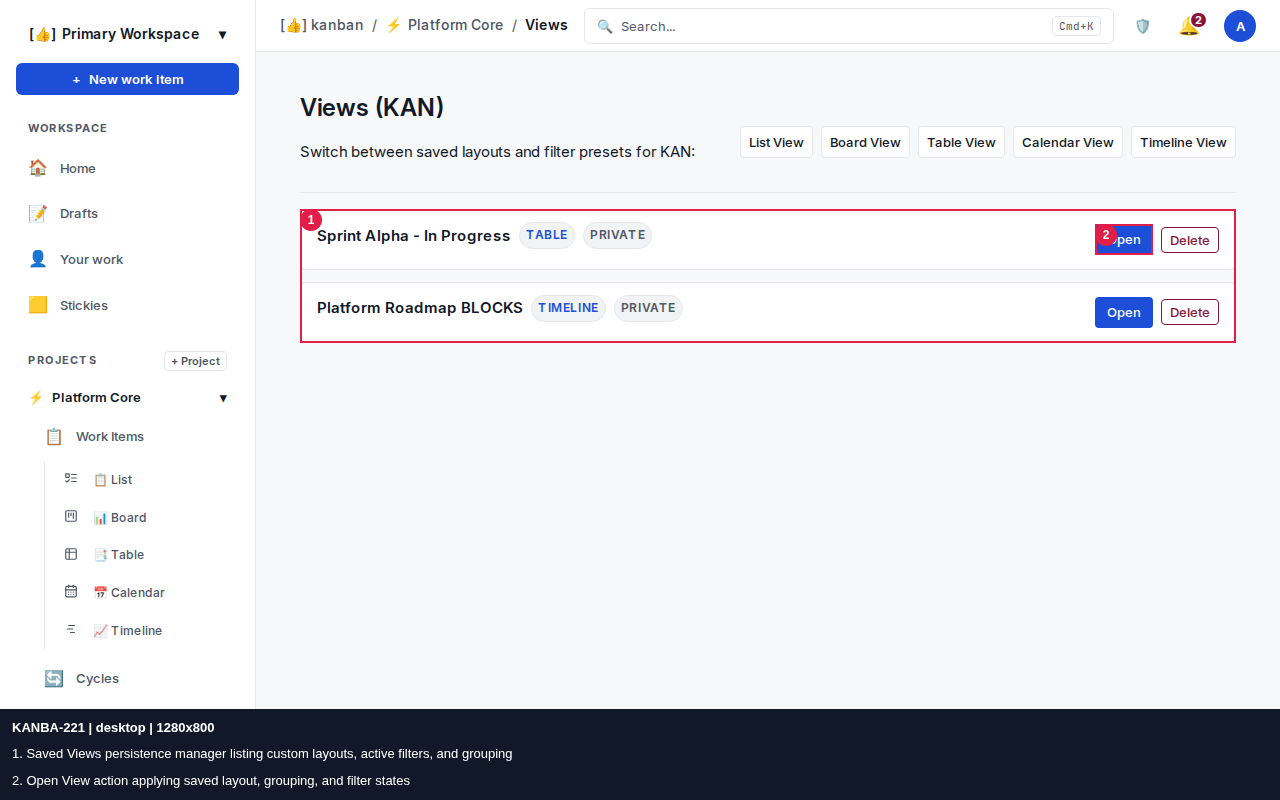 [👍] Primary Workspace ▾
+ New work item
WORKSPACE
🏠 Home
📝 Drafts
👤 Your work
🟨 Stickies
PROJECTS
+ Project
⚡ Platform Core ▾
📋 Work Items
📋 List
📊 Board
📑 Table
📅 Calendar
📈 Timeline
🔄 Cycles
[👍] kanban / ⚡ Platform Core / Views
🔍 Search... Cmd+K
🛡️ 🔔 2 A
Views (KAN)
Switch between saved layouts and filter presets for KAN:
List View Board View Table View Calendar View Timeline View
1
Sprint Alpha - In Progress TABLE PRIVATE
2 Open Delete
Platform Roadmap BLOCKS TIMELINE PRIVATE
Open Delete
KANBA-221 | desktop | 1280x800
1. Saved Views persistence manager listing custom layouts, active filters, and grouping
2. Open View action applying saved layout, grouping, and filter states